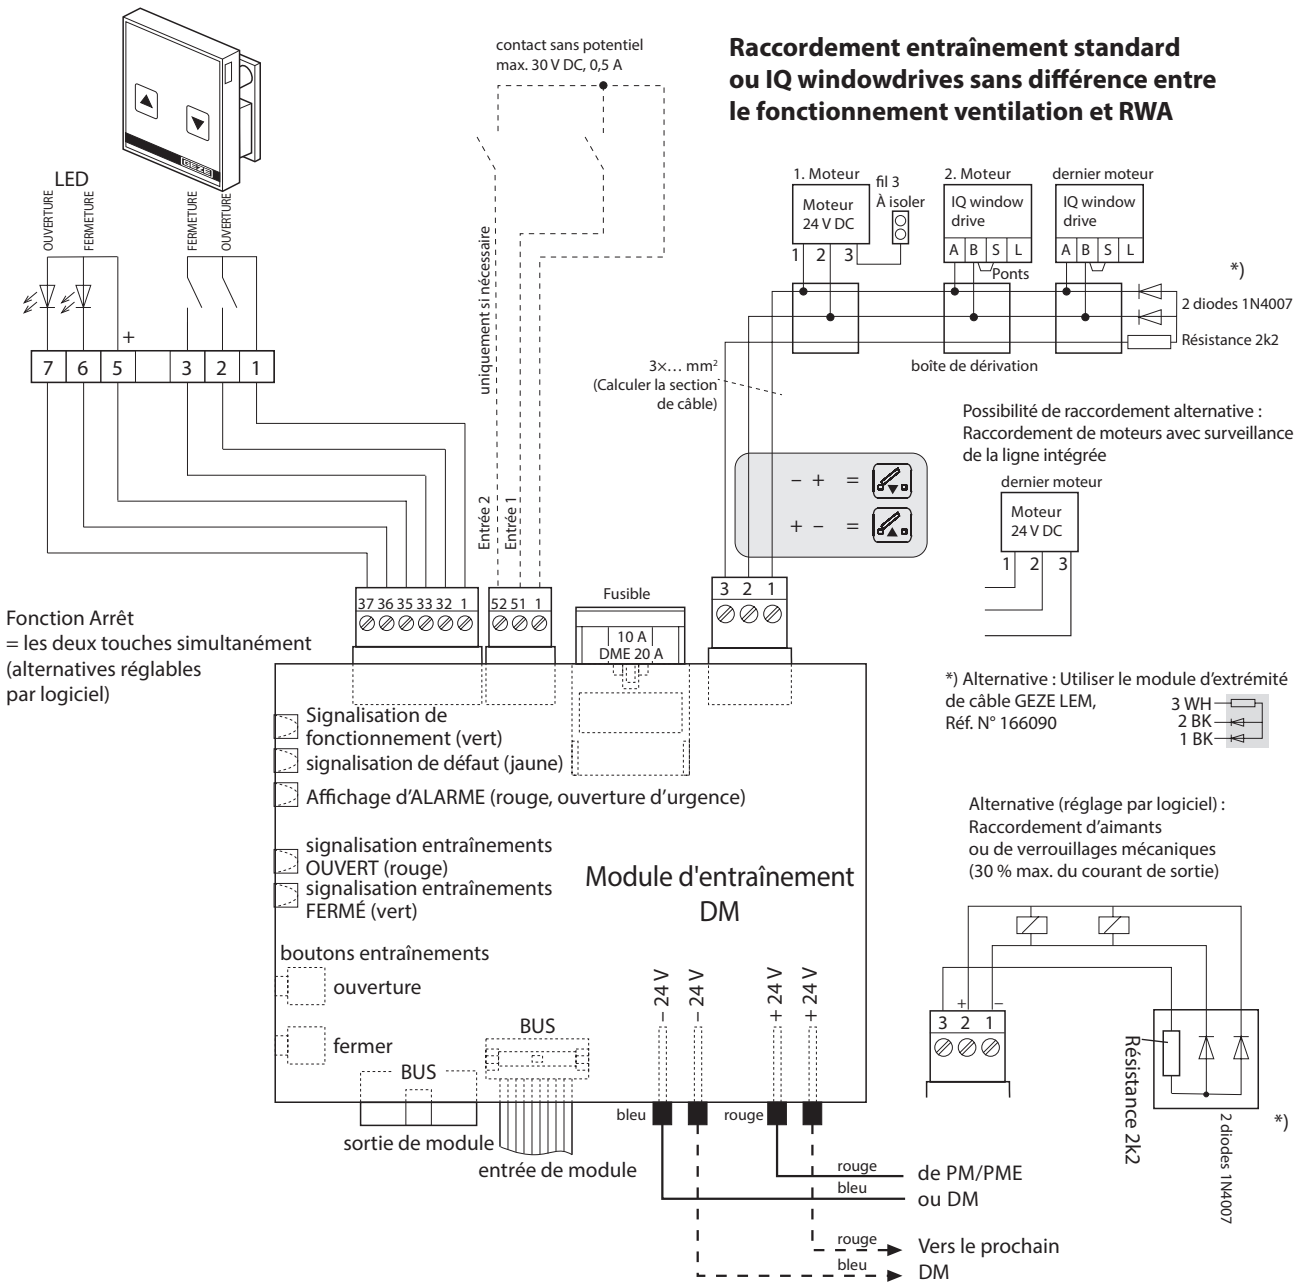 contact sans potentiel
max. 30 V DC, 0,5 A
Raccordement entraînement standard
ou IQ windowdrives sans différence entre
le fonctionnement ventilation et RWA
GEZE
LED
OUVERTURE
FERMETURE
FERMETURE
OUVERTURE
+
7 6 5 3 2 1
uniquement si nécessaire
Entrée 2
Entrée 1
1. Moteur
Moteur
24 V DC
1 2 3
fil 3
À isoler
2. Moteur
IQ window
drive
A B S L
Ponts
dernier moteur
IQ window
drive
A B S L
*)
2 diodes 1N4007
Résistance 2k2
boîte de dérivation
3×… mm²
(Calculer la section
de câble)
– + =
+ – =
Possibilité de raccordement alternative :
Raccordement de moteurs avec surveillance
de la ligne intégrée
dernier moteur
Moteur
24 V DC
1 2 3
37 36 35 33 32 1
52 51 1
Fusible
10 A
DME 20 A
3 2 1
Fonction Arrêt
= les deux touches simultanément
(alternatives réglables
par logiciel)
*) Alternative : Utiliser le module d'extrémité
de câble GEZE LEM,
Réf. N° 166090
3 WH
2 BK
1 BK
Signalisation de
fonctionnement (vert)
signalisation de défaut (jaune)
Affichage d'ALARME (rouge, ouverture d'urgence)
signalisation entraînements
OUVERT (rouge)
signalisation entraînements
FERMÉ (vert)
Module d'entraînement
DM
boutons entraînements
ouverture
fermer
BUS
BUS
sortie de module
entrée de module
– 24 V
– 24 V
+ 24 V
+ 24 V
bleu
rouge
rouge
bleu
de PM/PME
ou DM
rouge
bleu
Vers le prochain
DM
Alternative (réglage par logiciel) :
Raccordement d'aimants
ou de verrouillages mécaniques
(30 % max. du courant de sortie)
+ –
3 2 1
Résistance 2k2
2 diodes 1N4007
*)